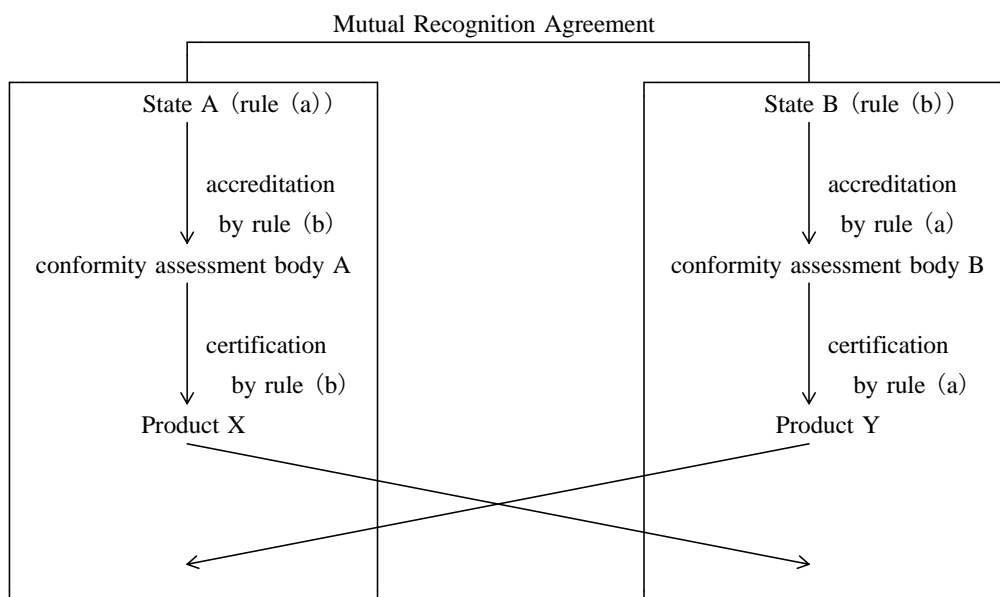 Mutual Recognition Agreement
State A (rule (a))
accreditation
by rule (b)
conformity assessment body A
certification
by rule (b)
Product X
State B (rule (b))
accreditation
by rule (a)
conformity assessment body B
certification
by rule (a)
Product Y